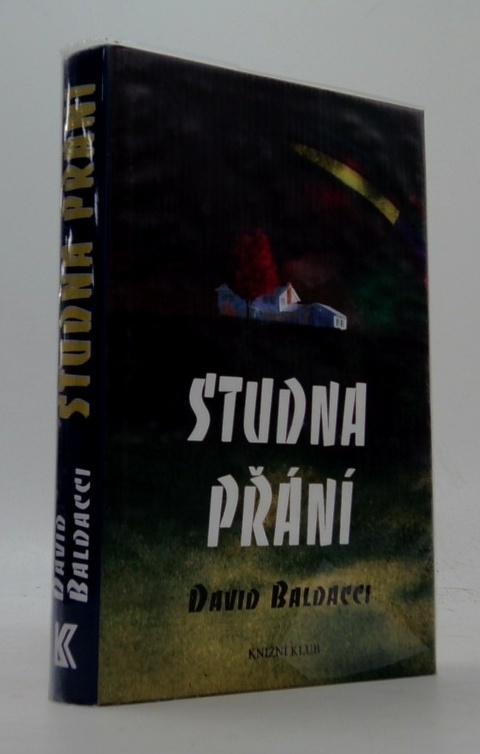 STUDNA PŘÁNÍ
DAVID
BALDACCI
STUDNA
PŘÁNÍ
DAVID BALDACCI
KNIŽNÍ KLUB